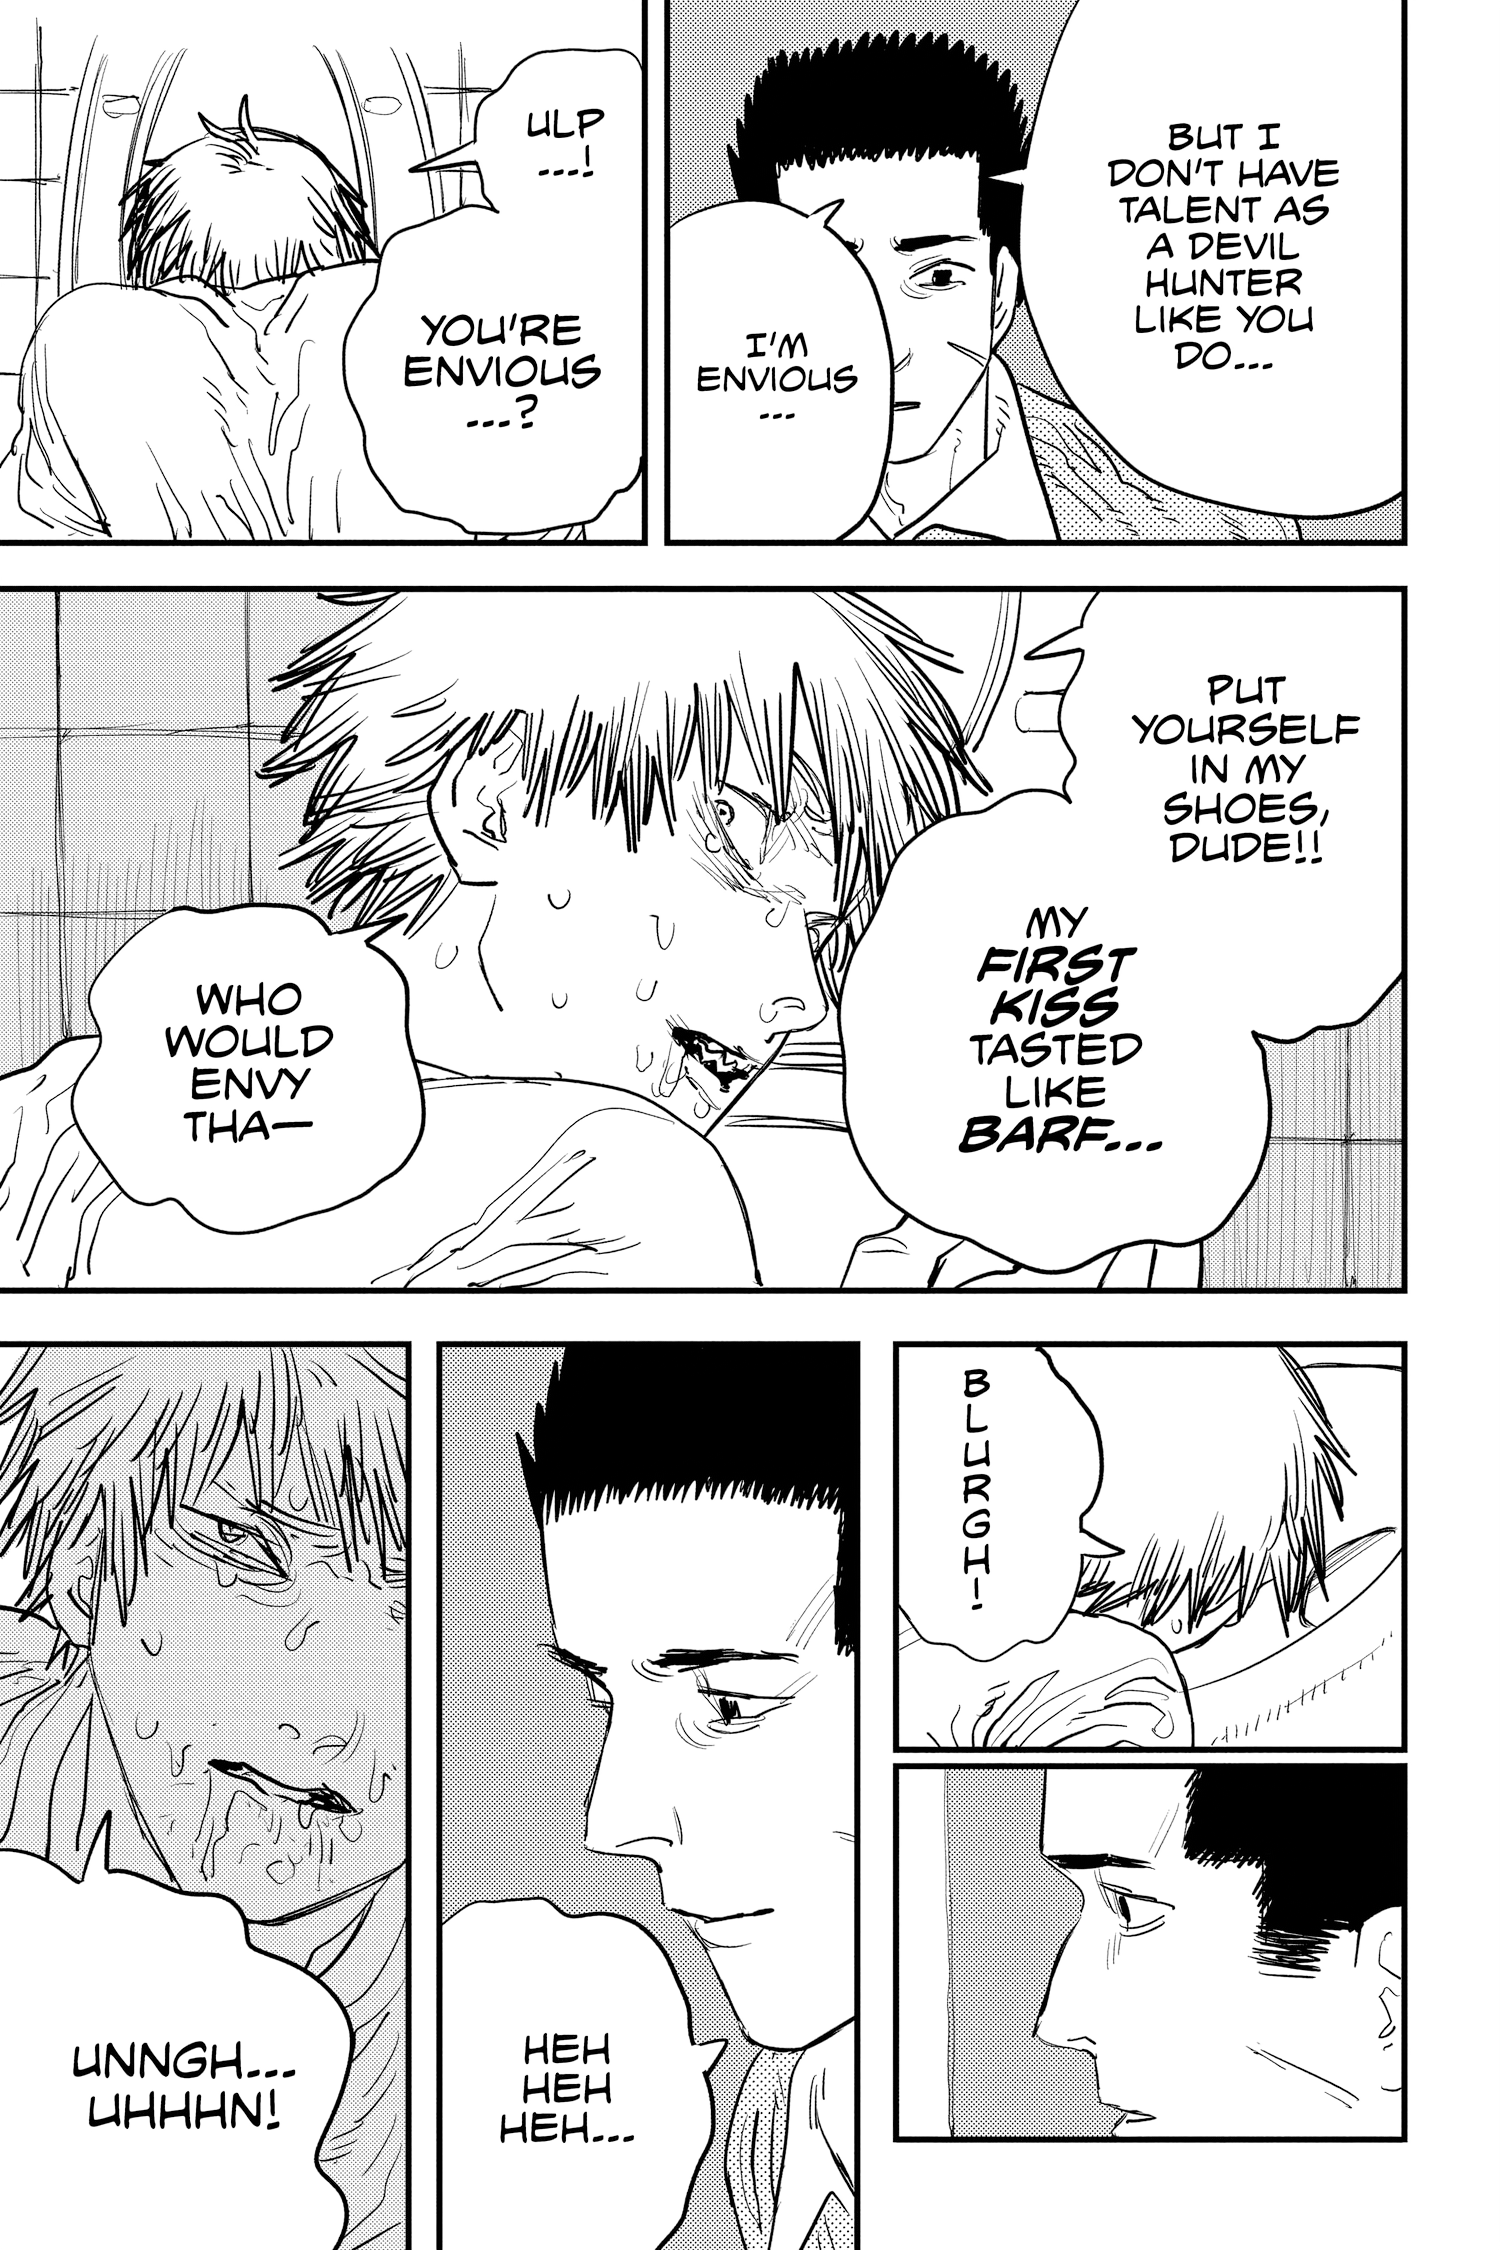 BUT I
DON'T HAVE
TALENT AS
A DEVIL
HUNTER
LIKE YOU
DO...
I'M
ENVIOUS
...
ULP
...!
YOU'RE
ENVIOUS
...?
PUT
YOURSELF
IN MY
SHOES,
DUDE!!
MY
FIRST
KISS
TASTED
LIKE
BARF...
WHO
WOULD
ENVY
THA—
BLURGH!
HEH
HEH
HEH...
UNNGH...
UHHHN!